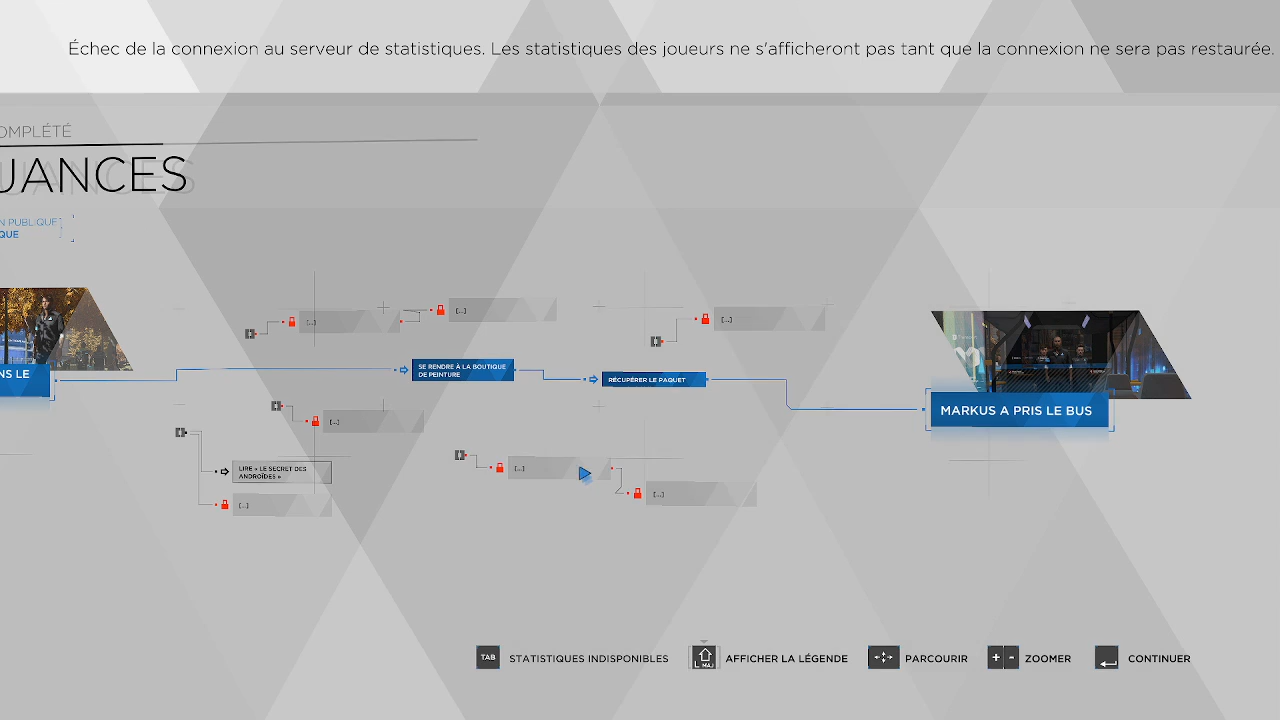 Échec de la connexion au serveur de statistiques. Les statistiques des joueurs ne s'afficheront pas tant que la connexion ne sera pas restaurée.
OMPLÉTÉ
UANCES
N PUBLIQUE
QUE
[...]
[...]
[...]
NS LE
SE RENDRE À LA BOUTIQUE
DE PEINTURE
RÉCUPÉRER LE PAQUET
MARKUS A PRIS LE BUS
[...]
LIRE « LE SECRET DES
ANDROÏDES »
[...]
[...]
[...]
TAB STATISTIQUES INDISPONIBLES
L MAJ AFFICHER LA LÉGENDE
PARCOURIR
+ - ZOOMER
CONTINUER